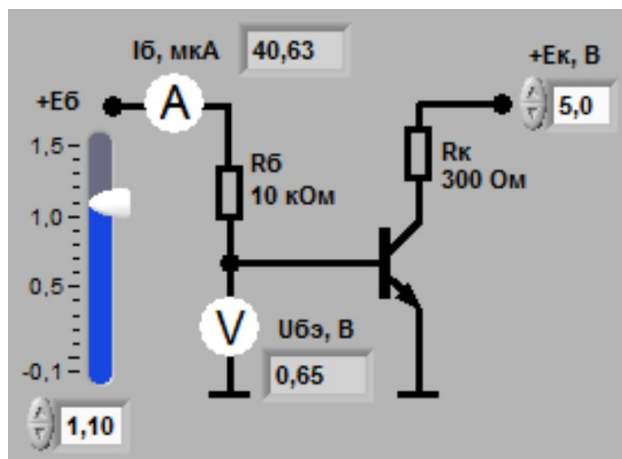 Iб, мкА 40,63
+Eк, В
+Eб
A
5,0
1,5
Rб
10 кОм
Rк
300 Ом
1,0
0,5
V
Uбэ, В
-0,1
0,65
1,10